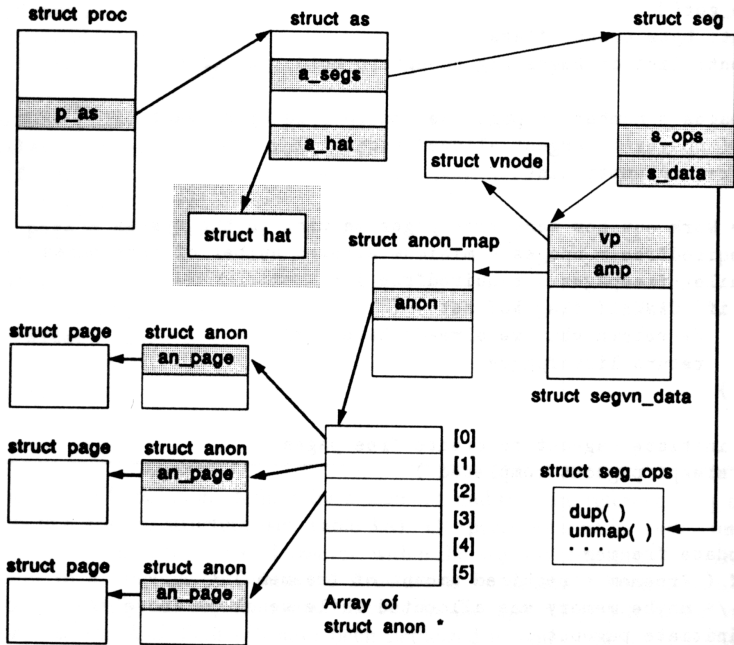 struct proc
p_as
struct as
a_segs
a_hat
struct hat
struct seg
s_ops
s_data
struct vnode
vp
amp
struct segvn_data
struct anon_map
anon
struct page
struct anon
an_page
struct page
struct anon
an_page
struct page
struct anon
an_page
[0]
[1]
[2]
[3]
[4]
[5]
Array of
struct anon *
struct seg_ops
dup( )
unmap( )
. . .